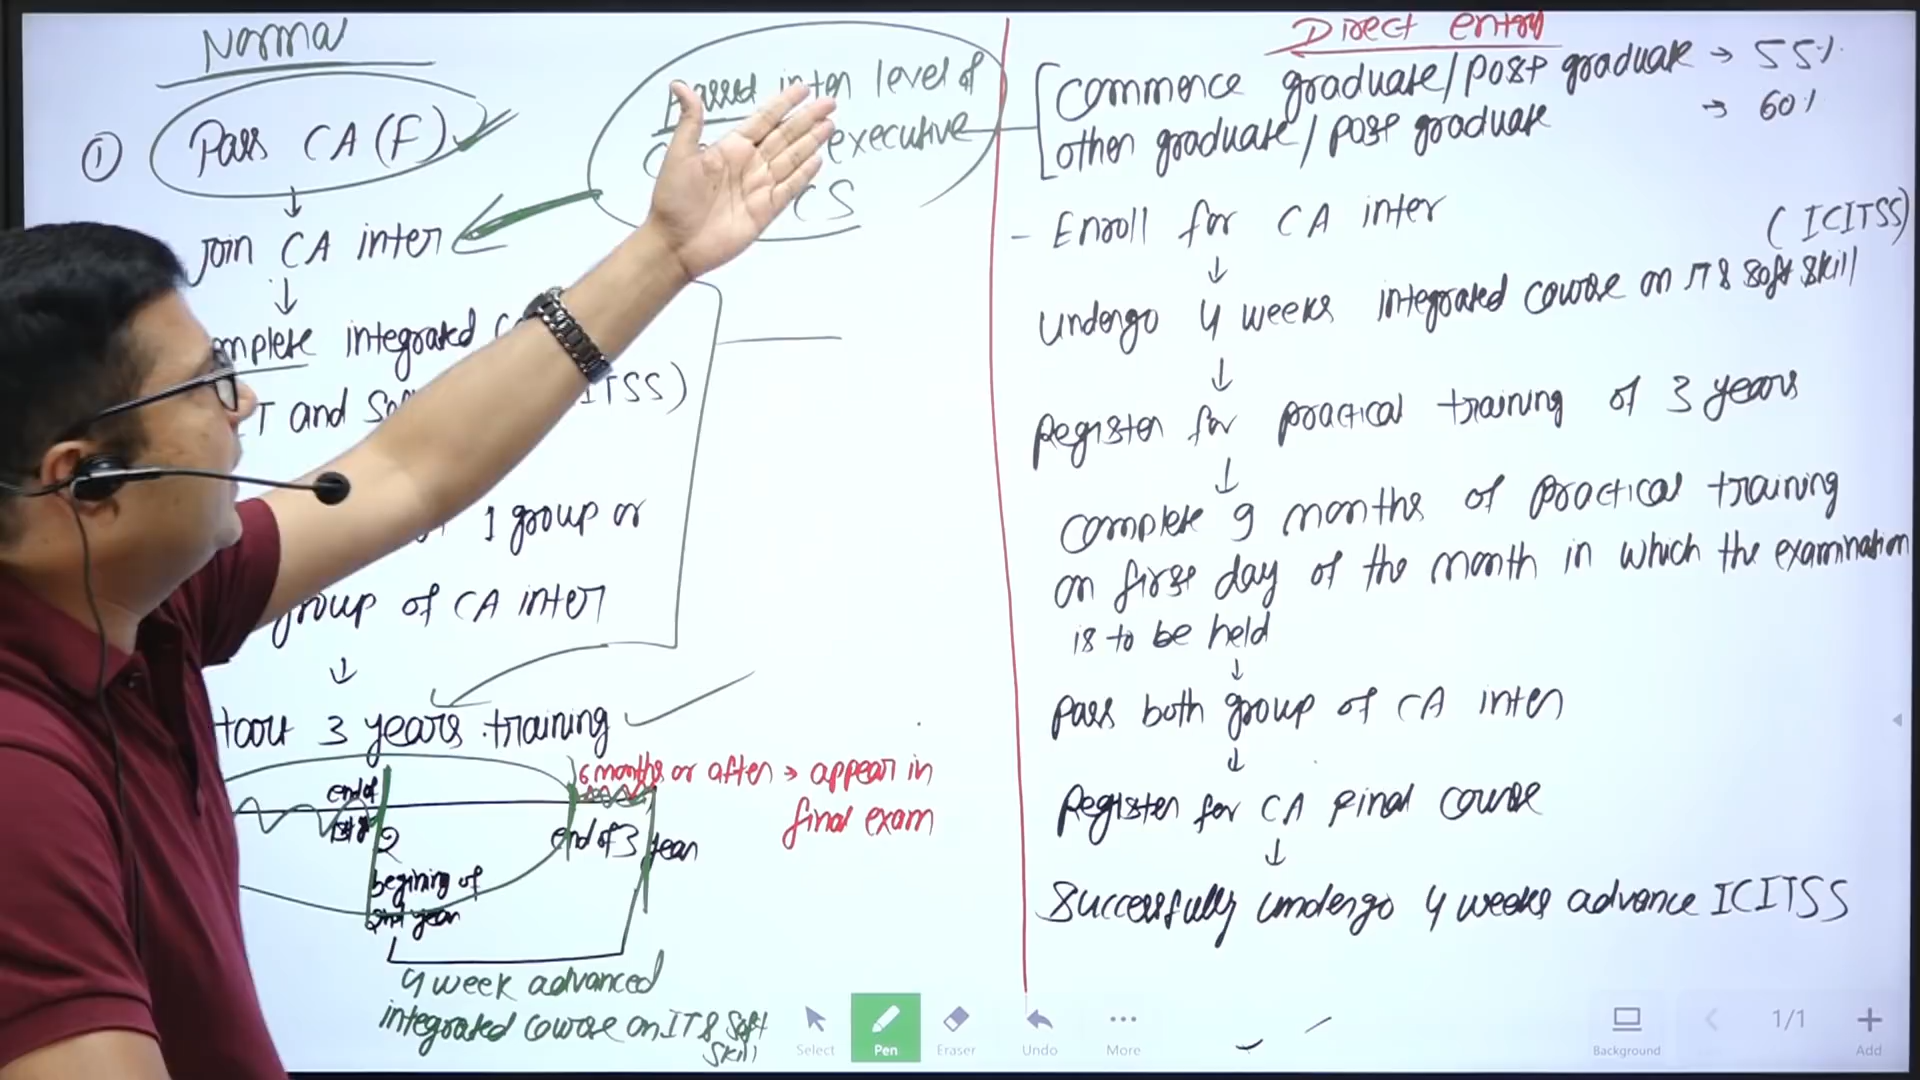 Normal
① Pass CA (F)
Join CA inter
integrated
T and
ITSS)
1 group or
group of CA inter
3 years training
end of
2
begining of
2nd year
end of 3 year
6 months or after → appear in
final exam
4 week advanced
integrated course on IT & Soft
Skill
Passed inter level of
executive
CS
Direct entry
Commerce graduate/post graduate → 55%
other graduate/post graduate → 60%
- Enroll for CA inter
(ICITSS)
undergo 4 weeks integrated course on IT & Soft Skill
Register for practical training of 3 years
complete 9 months of practical training
on first day of the month in which the examination
is to be held
pass both group of CA inter
Register for CA final course
Successfully undergo 4 weeks advance ICITSS
Select
Pen
Eraser
Undo
More
Background
1/1
Add